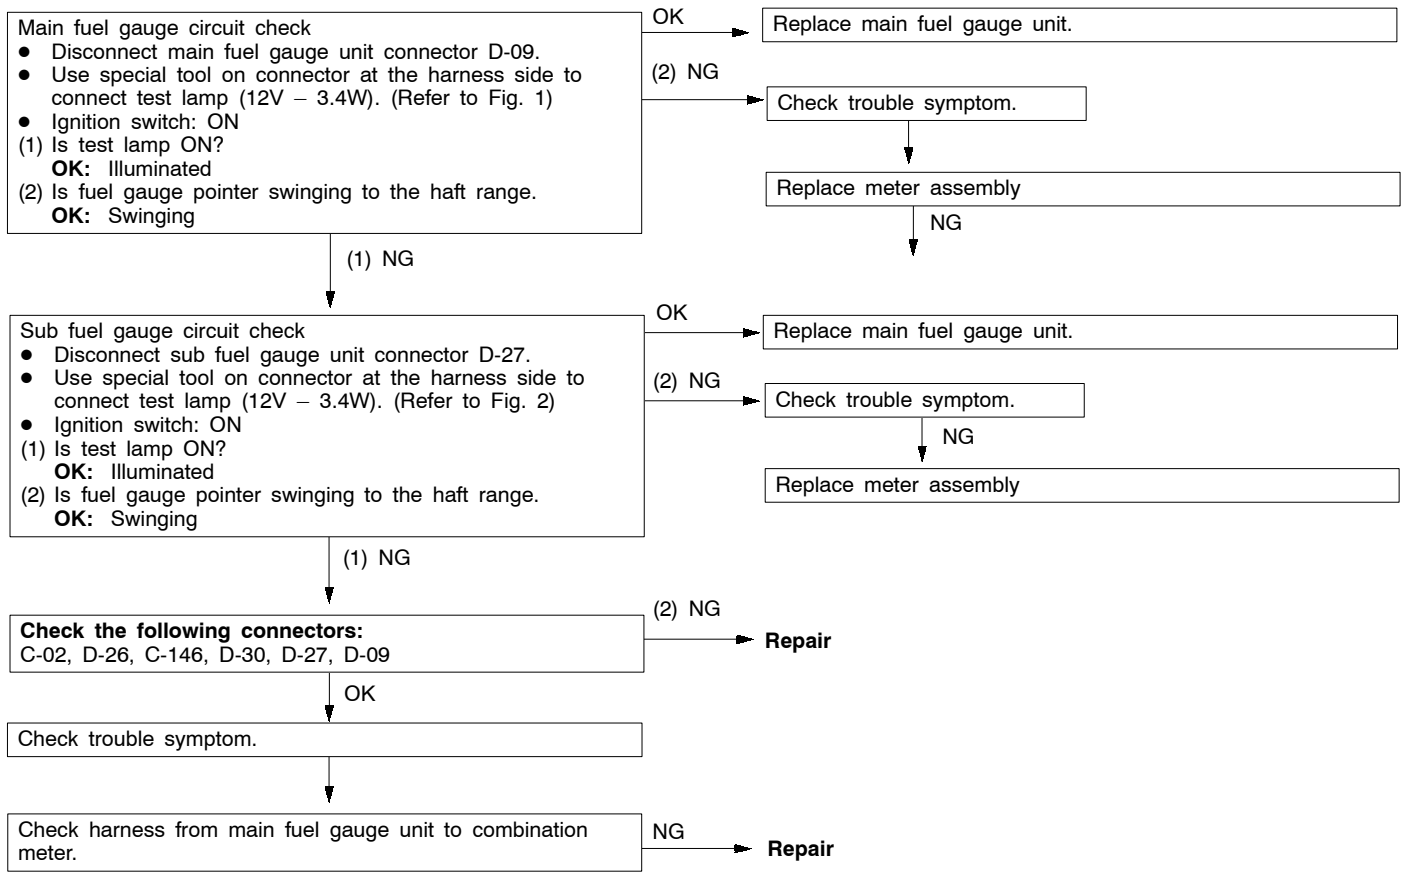 Main fuel gauge circuit check
● Disconnect main fuel gauge unit connector D-09.
● Use special tool on connector at the harness side to
connect test lamp (12V – 3.4W). (Refer to Fig. 1)
● Ignition switch: ON
(1) Is test lamp ON?
OK: Illuminated
(2) Is fuel gauge pointer swinging to the haft range.
OK: Swinging
OK
Replace main fuel gauge unit.
(2) NG
Check trouble symptom.
Replace meter assembly
NG
(1) NG
Sub fuel gauge circuit check
● Disconnect sub fuel gauge unit connector D-27.
● Use special tool on connector at the harness side to
connect test lamp (12V – 3.4W). (Refer to Fig. 2)
● Ignition switch: ON
(1) Is test lamp ON?
OK: Illuminated
(2) Is fuel gauge pointer swinging to the haft range.
OK: Swinging
OK
Replace main fuel gauge unit.
(2) NG
Check trouble symptom.
NG
Replace meter assembly
(1) NG
Check the following connectors:
C-02, D-26, C-146, D-30, D-27, D-09
(2) NG
Repair
OK
Check trouble symptom.
Check harness from main fuel gauge unit to combination
meter.
NG
Repair